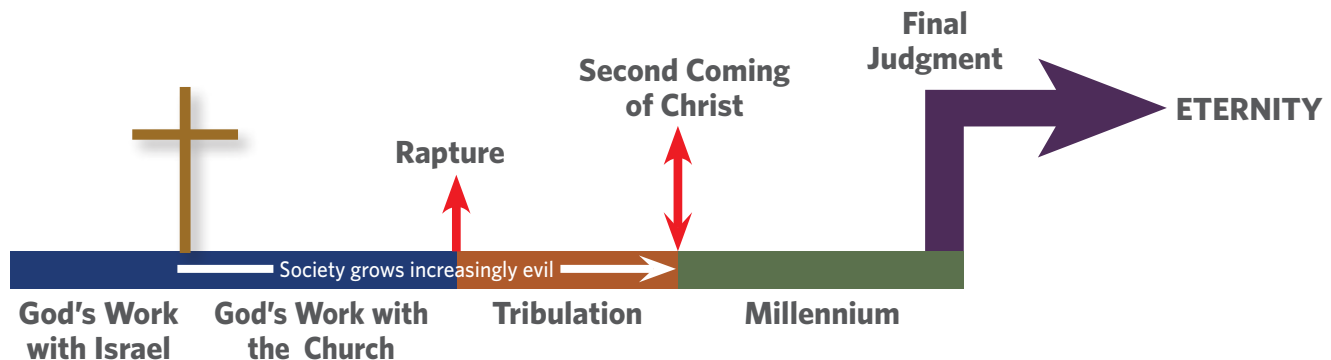 Final
Judgment
Second Coming
of Christ
ETERNITY
Rapture
Society grows increasingly evil
God's Work
with Israel
God's Work with
the Church
Tribulation
Millennium